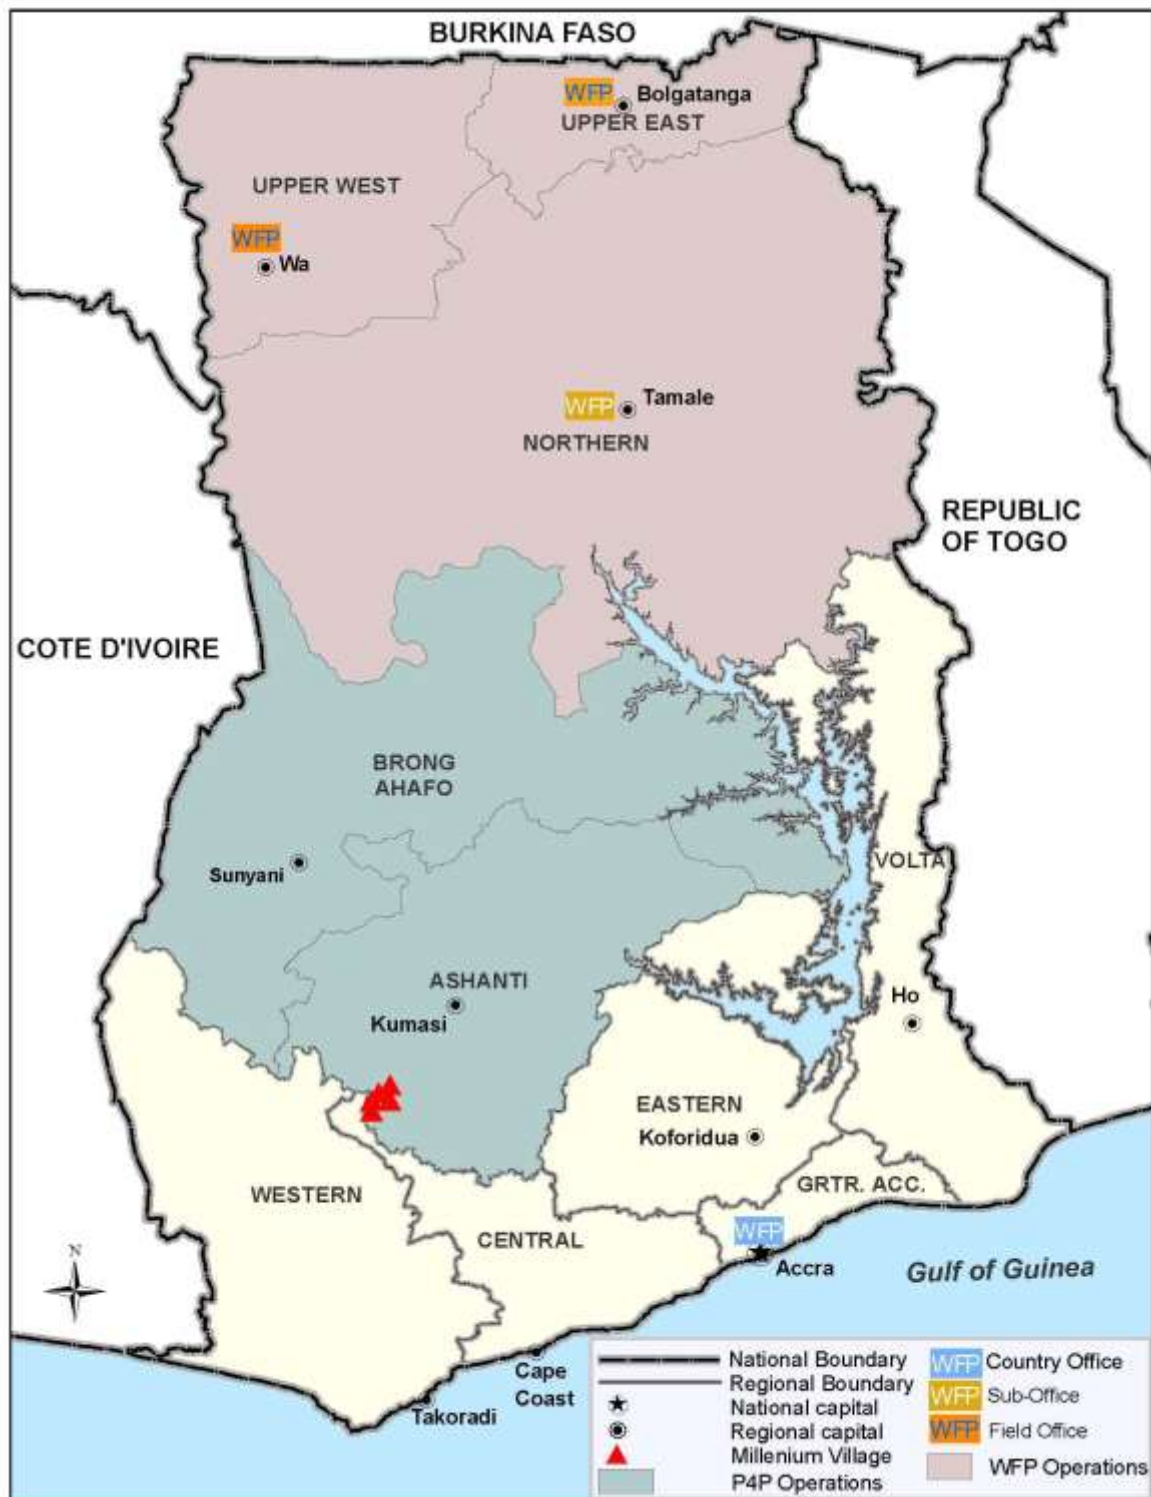 BURKINA FASO
WFP
Bolgatanga
UPPER EAST
UPPER WEST
WFP
Wa
WFP
Tamale
NORTHERN
REPUBLIC
OF TOGO
COTE D'IVOIRE
BRONG
AHAFO
Sunyani
VOLTA
ASHANTI
Kumasi
Ho
EASTERN
Koforidua
WESTERN
GRTR. ACC.
CENTRAL
WFP
Accra
Gulf of Guinea
N
Cape
Coast
Takoradi
National Boundary
Regional Boundary
National capital
Regional capital
Millenium Village
P4P Operations
WFP Country Office
WFP Sub-Office
WFP Field Office
WFP Operations